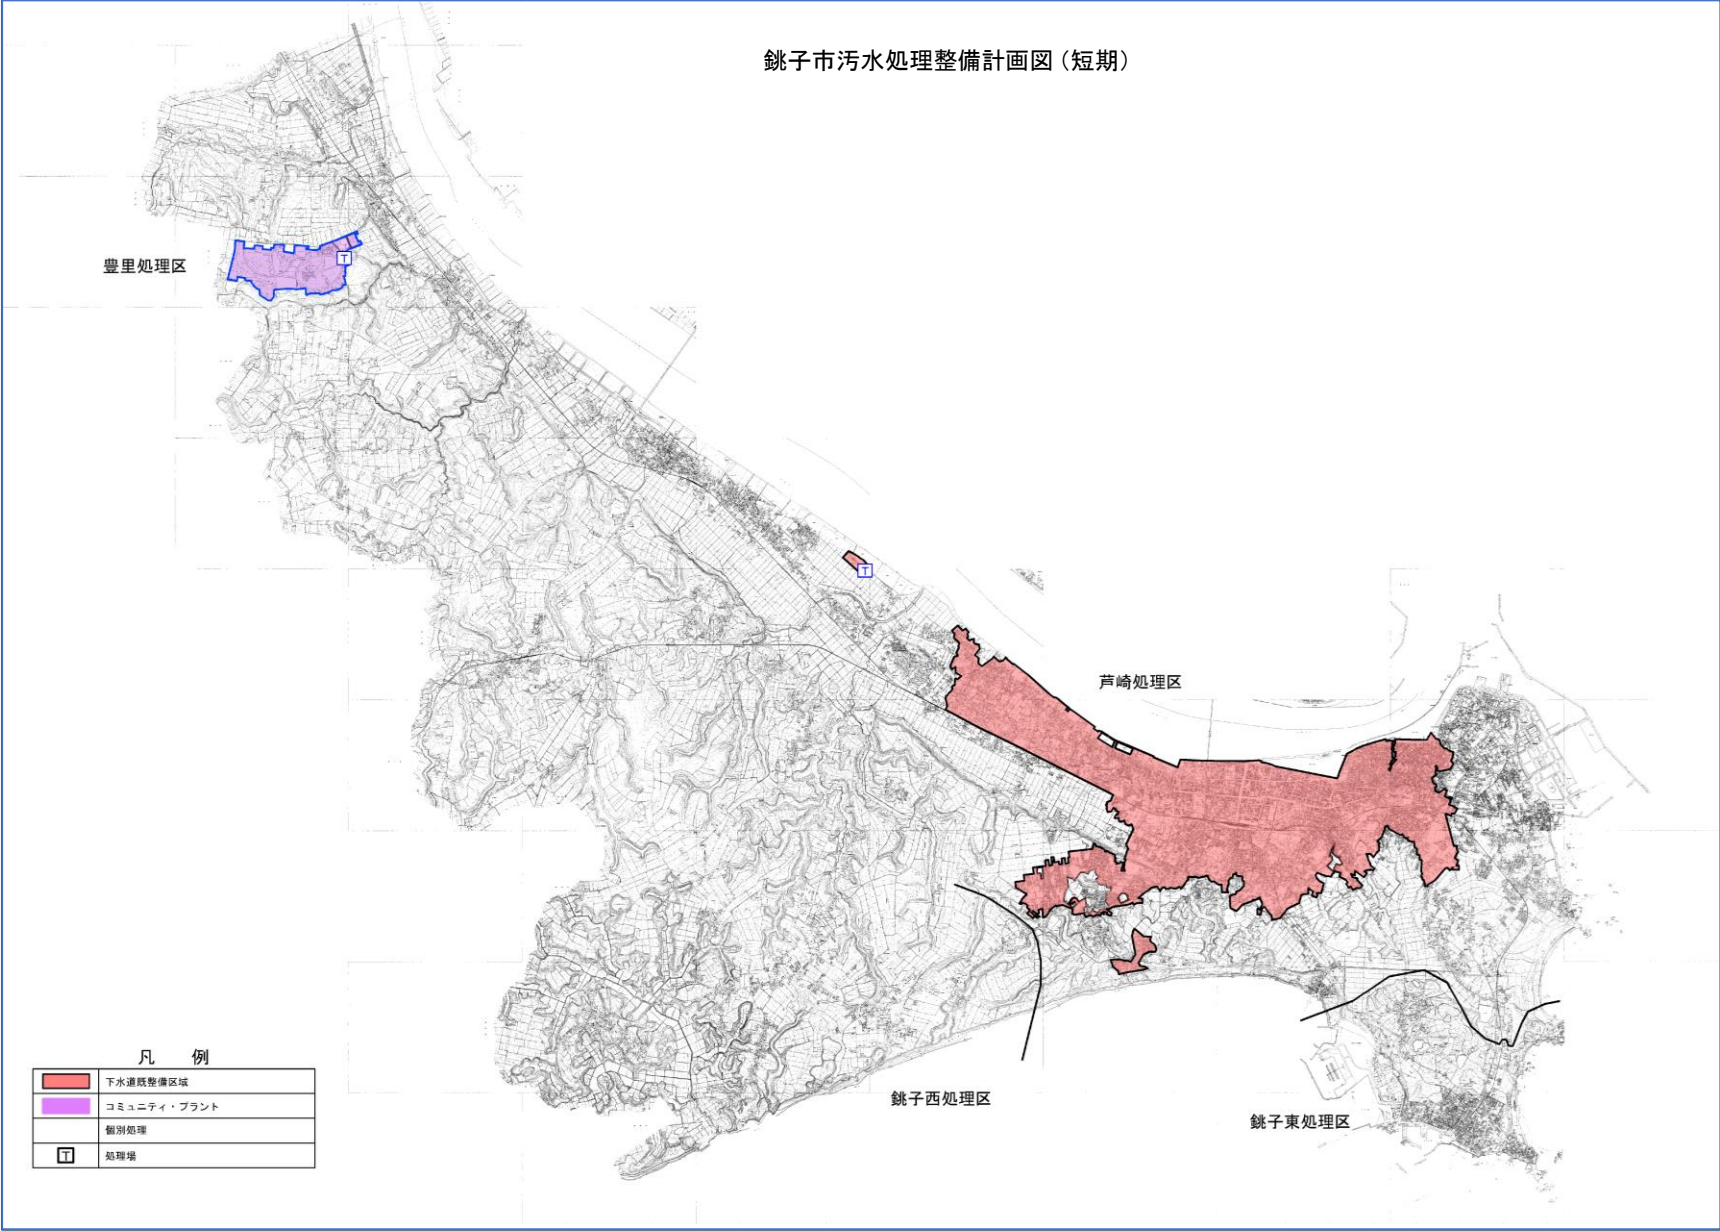 銚子市汚水処理整備計画図（短期）
豊里処理区
T
T
芦崎処理区
銚子西処理区
銚子東処理区
凡 例
下水道既整備区域
コミュニティ・プラント
個別処理
T 処理場